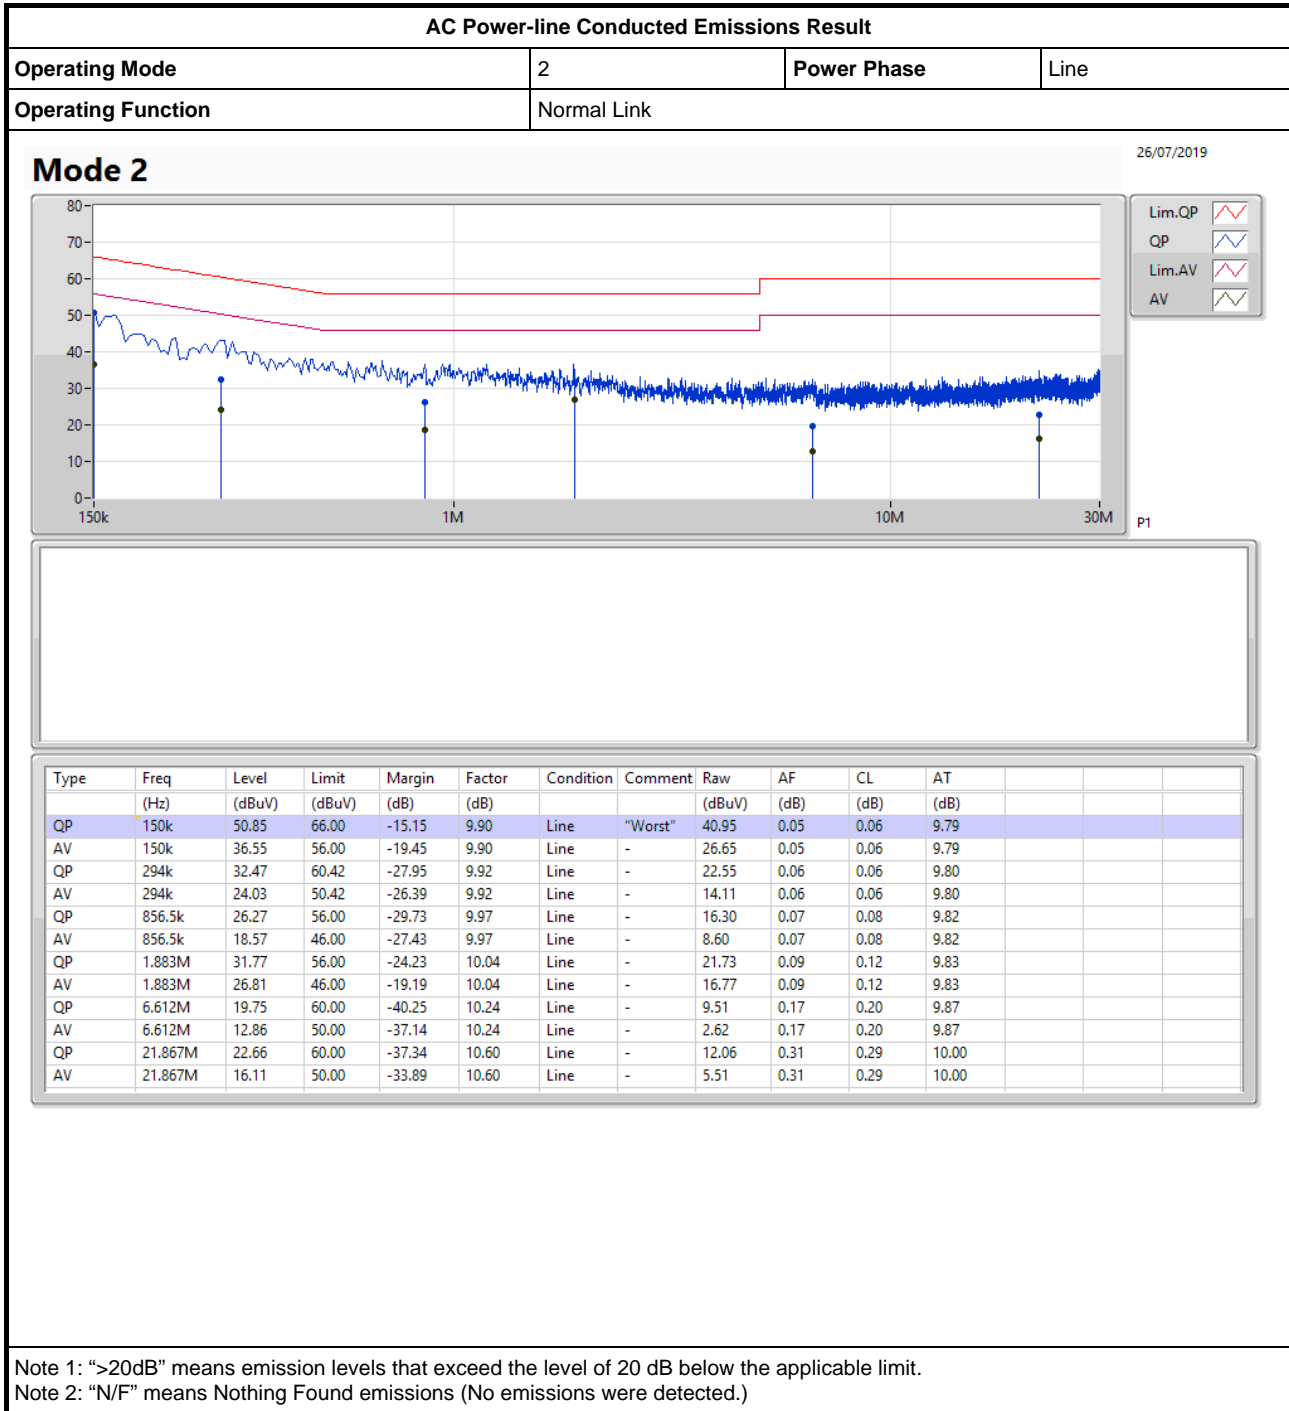 AC Power-line Conducted Emissions Result
Operating Mode 2 Power Phase Line
Operating Function Normal Link
26/07/2019
Mode 2
80
70
60
50
40
30
20
10
0
150k 1M 10M 30M
Lim.QP
QP
Lim.AV
AV
P1
Type Freq Level Limit Margin Factor Condition Comment Raw AF CL AT
(Hz) (dBuV) (dBuV) (dB) (dB) (dBuV) (dB) (dB) (dB)
QP 150k 50.85 66.00 -15.15 9.90 Line "Worst" 40.95 0.05 0.06 9.79
AV 150k 36.55 56.00 -19.45 9.90 Line - 26.65 0.05 0.06 9.79
QP 294k 32.47 60.42 -27.95 9.92 Line - 22.55 0.06 0.06 9.80
AV 294k 24.03 50.42 -26.39 9.92 Line - 14.11 0.06 0.06 9.80
QP 856.5k 26.27 56.00 -29.73 9.97 Line - 16.30 0.07 0.08 9.82
AV 856.5k 18.57 46.00 -27.43 9.97 Line - 8.60 0.07 0.08 9.82
QP 1.883M 31.77 56.00 -24.23 10.04 Line - 21.73 0.09 0.12 9.83
AV 1.883M 26.81 46.00 -19.19 10.04 Line - 16.77 0.09 0.12 9.83
QP 6.612M 19.75 60.00 -40.25 10.24 Line - 9.51 0.17 0.20 9.87
AV 6.612M 12.86 50.00 -37.14 10.24 Line - 2.62 0.17 0.20 9.87
QP 21.867M 22.66 60.00 -37.34 10.60 Line - 12.06 0.31 0.29 10.00
AV 21.867M 16.11 50.00 -33.89 10.60 Line - 5.51 0.31 0.29 10.00
Note 1: “>20dB” means emission levels that exceed the level of 20 dB below the applicable limit.
Note 2: “N/F” means Nothing Found emissions (No emissions were detected.)